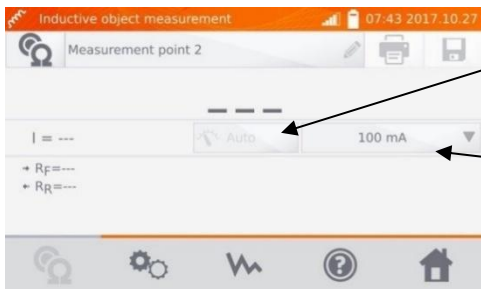 Inductive object measurement 07:43 2017.10.27
Measurement point 2
---
I = --- Auto 100 mA
→ RF=---
← RR=---